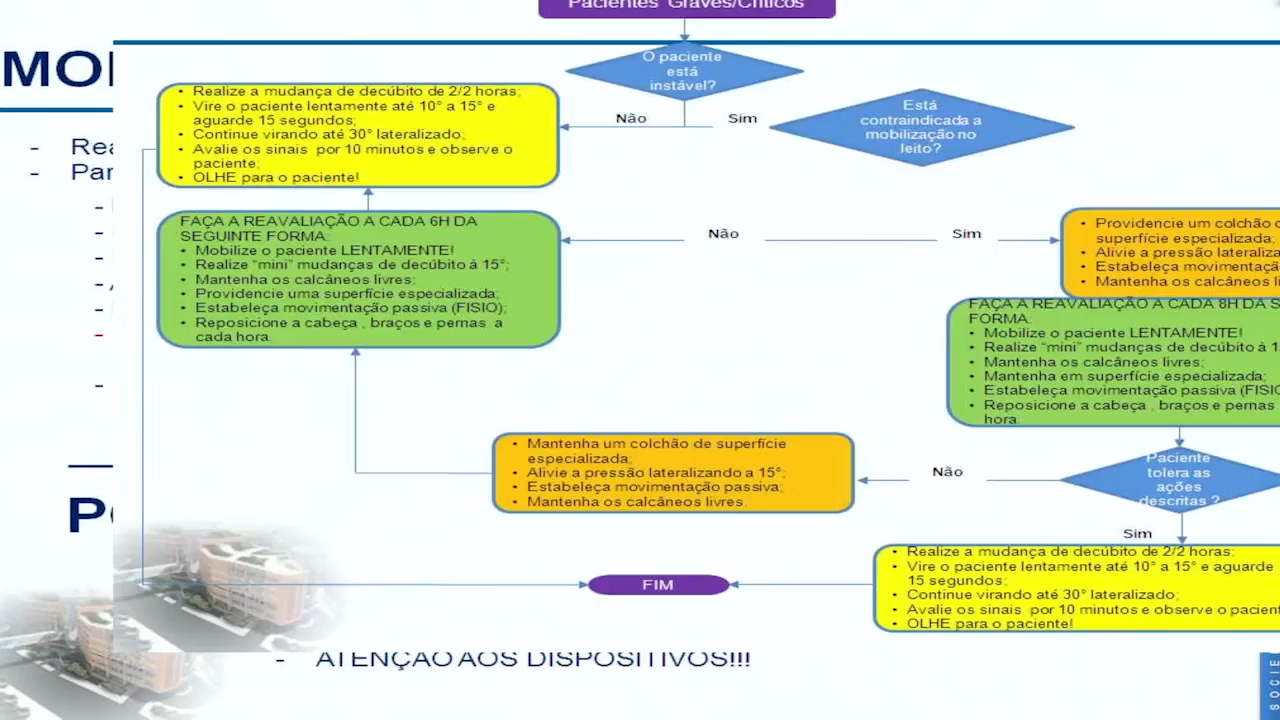 Pacientes Graves/Críticos
O paciente
está
instável?
Não
Sim
Está
contraindicada a
mobilização no
leito?
• Realize a mudança de decúbito de 2/2 horas;
• Vire o paciente lentamente até 10° a 15° e
aguarde 15 segundos;
• Continue virando até 30° lateralizado;
• Avalie os sinais por 10 minutos e observe o
paciente;
• OLHE para o paciente!
FAÇA A REAVALIAÇÃO A CADA 6H DA
SEGUINTE FORMA:
• Mobilize o paciente LENTAMENTE!
• Realize “mini” mudanças de decúbito à 15°;
• Mantenha os calcâneos livres;
• Providencie uma superfície especializada;
• Estabeleça movimentação passiva (FISIO);
• Reposicione a cabeça , braços e pernas a
cada hora.
Não
Sim
• Providencie um colchão
superfície especializada;
• Alivie a pressão
• Estabeleça
• Mantenha os calcâneos
FAÇA A REAVALIAÇÃO A CADA 8H DA
FORMA:
• Mobilize o paciente LENTAMENTE!
• Realize “mini” mudanças de decúbito à
• Mantenha os calcâneos livres;
• Mantenha em superfície especializada;
• Estabeleça movimentação passiva
• Reposicione a cabeça , braços e pernas
hora.
• Mantenha um colchão de superfície
especializada;
• Alivie a pressão lateralizando a 15°;
• Estabeleça movimentação passiva;
• Mantenha os calcâneos livres.
Não
Paciente
tolera as
ações
descritas ?
Sim
• Realize a mudança de decúbito de 2/2 horas;
• Vire o paciente lentamente até 10° a 15° e aguarde
15 segundos;
• Continue virando até 30° lateralizado;
• Avalie os sinais por 10 minutos e observe o
• OLHE para o paciente!
FIM
- ATENÇÃO AOS DISPOSITIVOS!!!